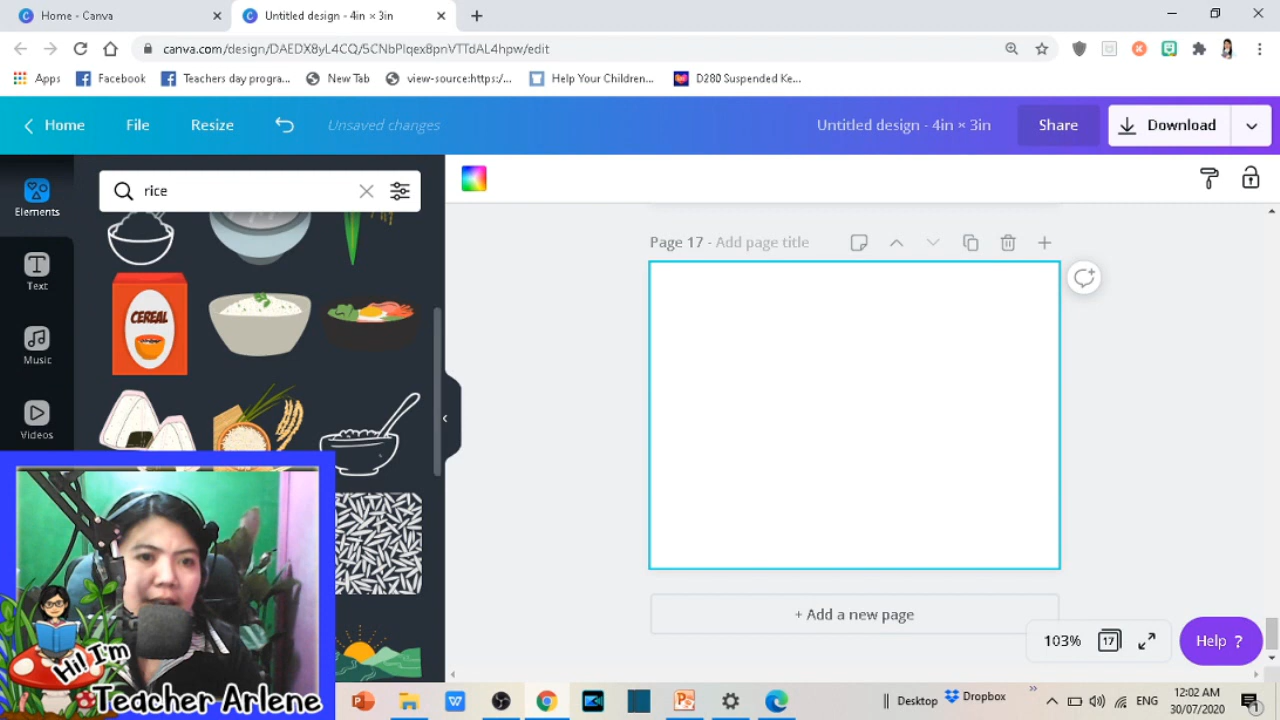 Home - Canva
Untitled design - 4in × 3in
canva.com/design/DAEDX8yL4CQ/5CNbPlqex8pnVTTdAL4hpw/edit
Apps
Facebook
Teachers day progra...
New Tab
view-source:https:/...
Help Your Children...
D280 Suspended Ke...
Home
File
Resize
Unsaved changes
Untitled design - 4in × 3in
Share
Download
Elements
rice
Text
Music
Videos
CEREAL
Page 17 - Add page title
+ Add a new page
103%
17
Help ?
Hi! I'm
Teacher Arlene
Desktop
Dropbox
ENG
12:02 AM
30/07/2020
1